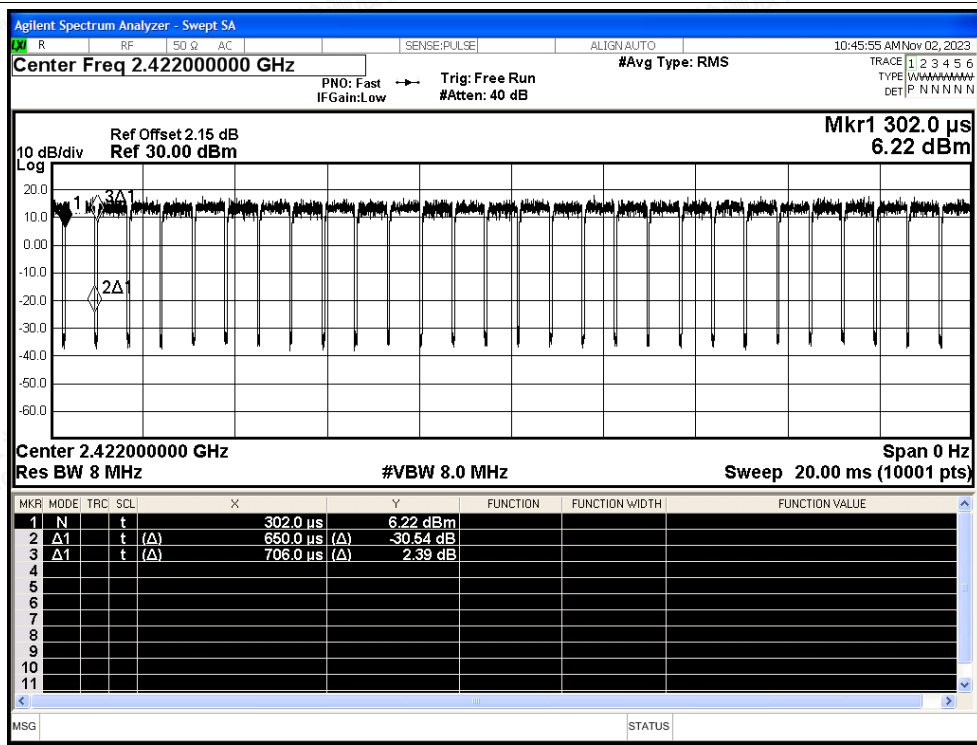 Agilent Spectrum Analyzer - Swept SA
LXI R RF 50 Ω AC SENSE:PULSE ALIGN AUTO 10:45:55 AM Nov 02, 2023
Center Freq 2.422000000 GHz #Avg Type: RMS TRACE 1 2 3 4 5 6
PNO: Fast Trig: Free Run TYPE
IFGain:Low #Atten: 40 dB DET P N N N N N
Ref Offset 2.15 dB Mkr1 302.0 µs
10 dB/div Ref 30.00 dBm 6.22 dBm
Log
20.0
1 3Δ1
10.0
0.00
-10.0
2Δ1
-20.0
-30.0
-40.0
-50.0
-60.0
Center 2.422000000 GHz Span 0 Hz
Res BW 8 MHz #VBW 8.0 MHz Sweep 20.00 ms (10001 pts)
MKR MODE TRC SCL X Y FUNCTION FUNCTION WIDTH FUNCTION VALUE
1 N t 302.0 µs 6.22 dBm
2 Δ1 t (Δ) 650.0 µs (Δ) -30.54 dB
3 Δ1 t (Δ) 706.0 µs (Δ) 2.39 dB
4
5
6
7
8
9
10
11
MSG STATUS